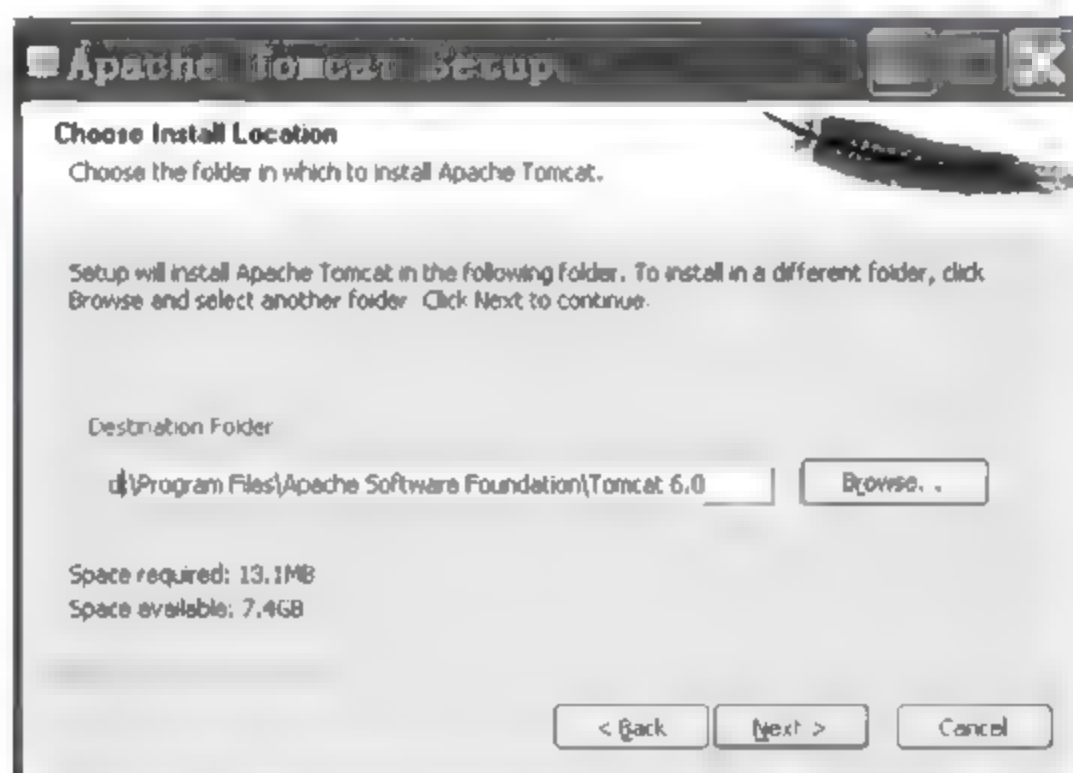 Apache Tomcat Setup
Choose Install Location
Choose the folder in which to install Apache Tomcat.
Setup will install Apache Tomcat in the following folder. To install in a different folder, click
Browse and select another folder. Click Next to continue.
Destination Folder
d:\Program Files\Apache Software Foundation\Tomcat 6.0
Browse...
Space required: 13.1MB
Space available: 7.4GB
< Back
Next >
Cancel